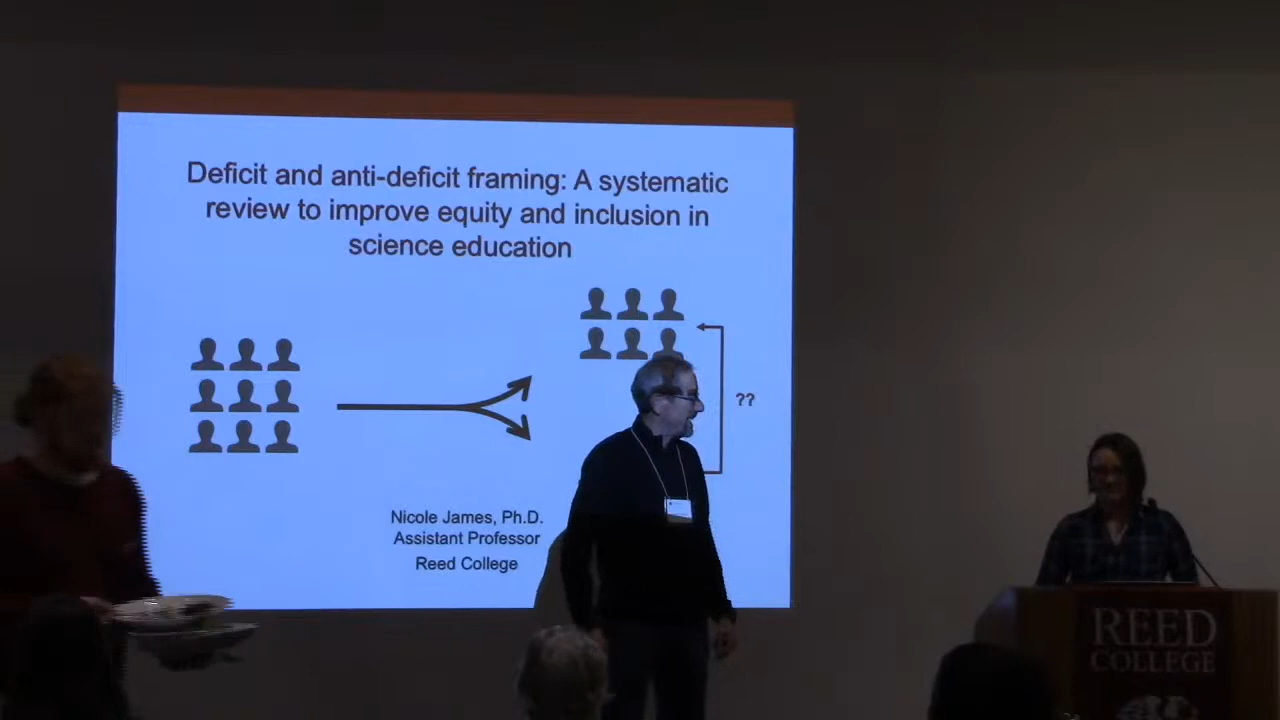 Deficit and anti-deficit framing: A systematic
review to improve equity and inclusion in
science education
??
Nicole James, Ph.D.
Assistant Professor
Reed College
REED
COLLEGE